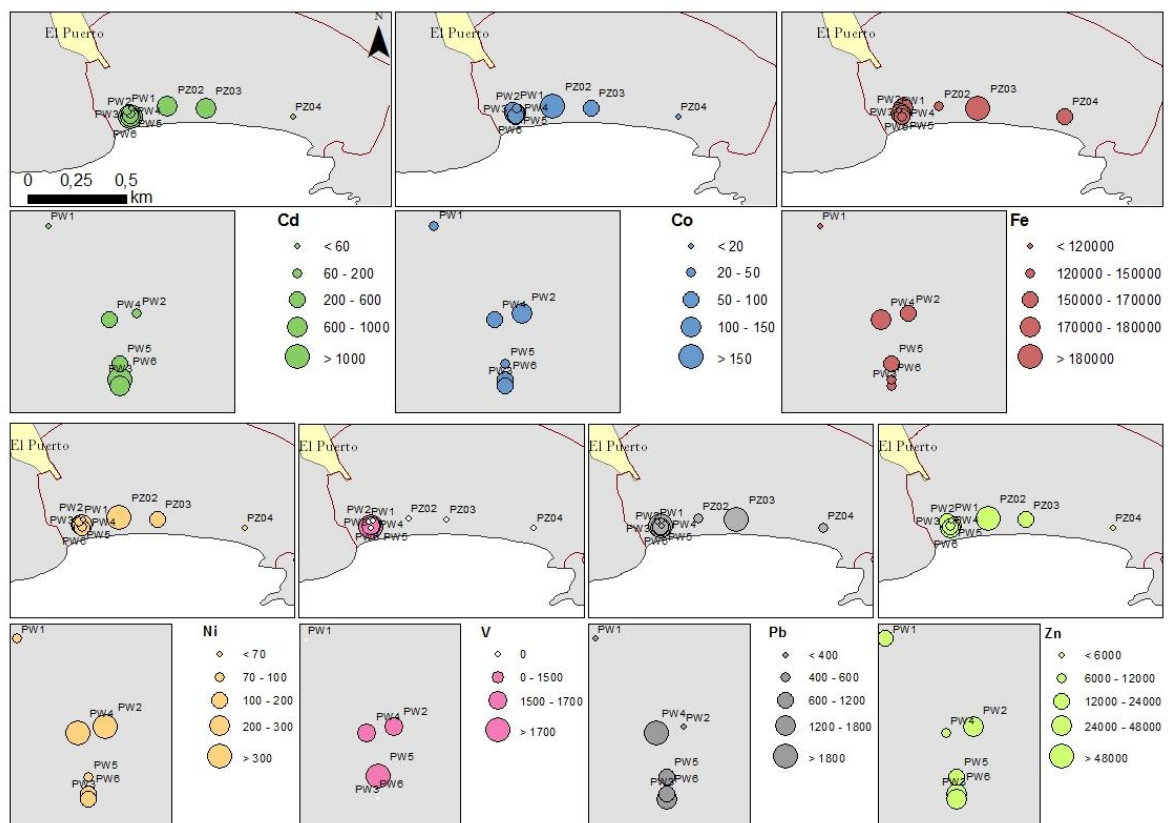 El Puerto
N
PZ02
PZ03
PZ04
PW2
PW1
PW3
PW4
PW5
PW6
0 0,25 0,5
km
El Puerto
PZ02
PZ03
PZ04
PW2
PW1
PW3
PW4
PW5
PW6
El Puerto
PZ02
PZ03
PZ04
PW2
PW1
PW3
PW4
PW5
PW6
PW1
PW4
PW2
PW5
PW6
PW3
Cd
< 60
60 - 200
200 - 600
600 - 1000
> 1000
PW1
PW4
PW2
PW5
PW6
PW3
Co
< 20
20 - 50
50 - 100
100 - 150
> 150
PW1
PW4
PW2
PW5
PW6
PW3
Fe
< 120000
120000 - 150000
150000 - 170000
170000 - 180000
> 180000
El Puerto
PZ02
PZ03
PZ04
PW2
PW1
PW3
PW4
PW5
PW6
El Puerto
PZ02
PZ03
PZ04
PW2
PW1
PW3
PW4
PW5
PW6
El Puerto
PZ02
PZ03
PZ04
PW2
PW1
PW3
PW4
PW5
PW6
El Puerto
PZ02
PZ03
PZ04
PW2
PW1
PW3
PW4
PW5
PW6
PW1
PW4
PW2
PW5
PW6
PW3
Ni
< 70
70 - 100
100 - 200
200 - 300
> 300
PW1
PW4
PW2
PW5
PW6
PW3
V
0
0 - 1500
1500 - 1700
> 1700
PW1
PW4
PW2
PW5
PW6
PW3
Pb
< 400
400 - 600
600 - 1200
1200 - 1800
> 1800
PW1
PW4
PW2
PW5
PW6
PW3
Zn
< 6000
6000 - 12000
12000 - 24000
24000 - 48000
> 48000